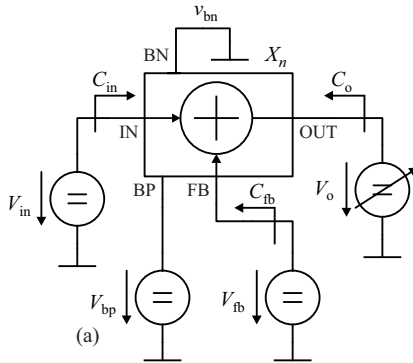 v_bn
BN
X_n
C_in
C_o
IN
OUT
BP
FB
C_fb
V_in
V_o
V_bp
V_fb
(a)